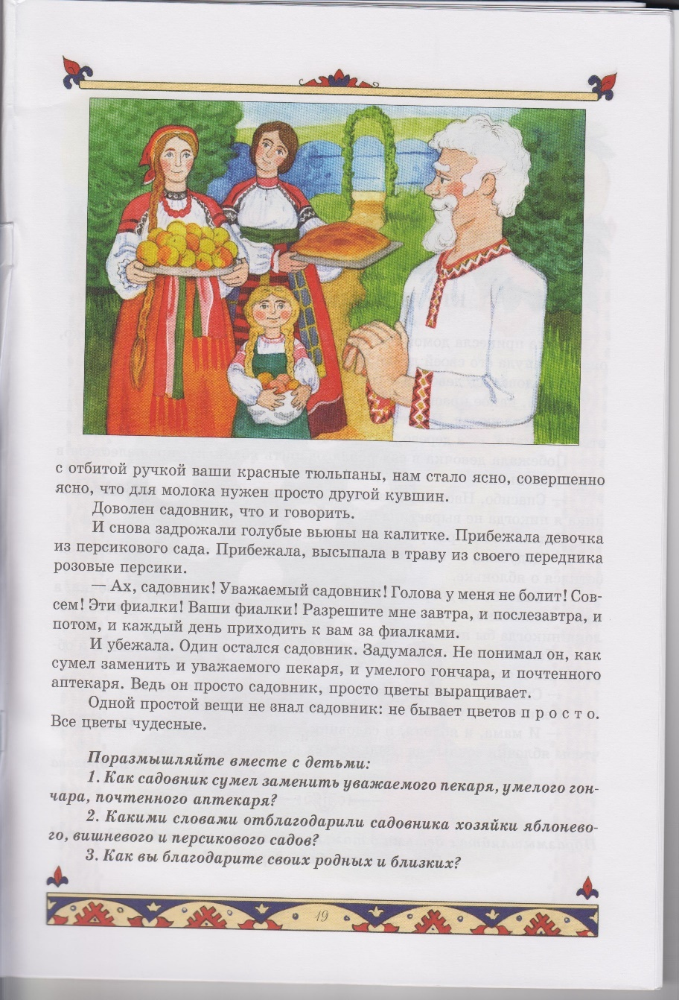 с отбитой ручкой ваши красные тюльпаны, нам стало ясно, совершенно
ясно, что для молока нужен просто другой кувшин.
Доволен садовник, что и говорить.
И снова задрожали голубые вьюны на калитке. Прибежала девочка
из персикового сада. Прибежала, высыпала в траву из своего передника
розовые персики.
— Ах, садовник! Уважаемый садовник! Голова у меня не болит! Сов-
сем! Эти фиалки! Ваши фиалки! Разрешите мне завтра, и послезавтра, и
потом, и каждый день приходить к вам за фиалками.
И убежала. Один остался садовник. Задумался. Не понимал он, как
сумел заменить и уважаемого пекаря, и умелого гончара, и почтенного
аптекаря. Ведь он просто садовник, просто цветы выращивает.
Одной простой вещи не знал садовник: не бывает цветов п р о с т о.
Все цветы чудесные.
Поразмышляйте вместе с детьми:
1. Как садовник сумел заменить уважаемого пекаря, умелого гон-
чара, почтенного аптекаря?
2. Какими словами отблагодарили садовника хозяйки яблонево-
го, вишневого и персикового садов?
3. Как вы благодарите своих родных и близких?
19